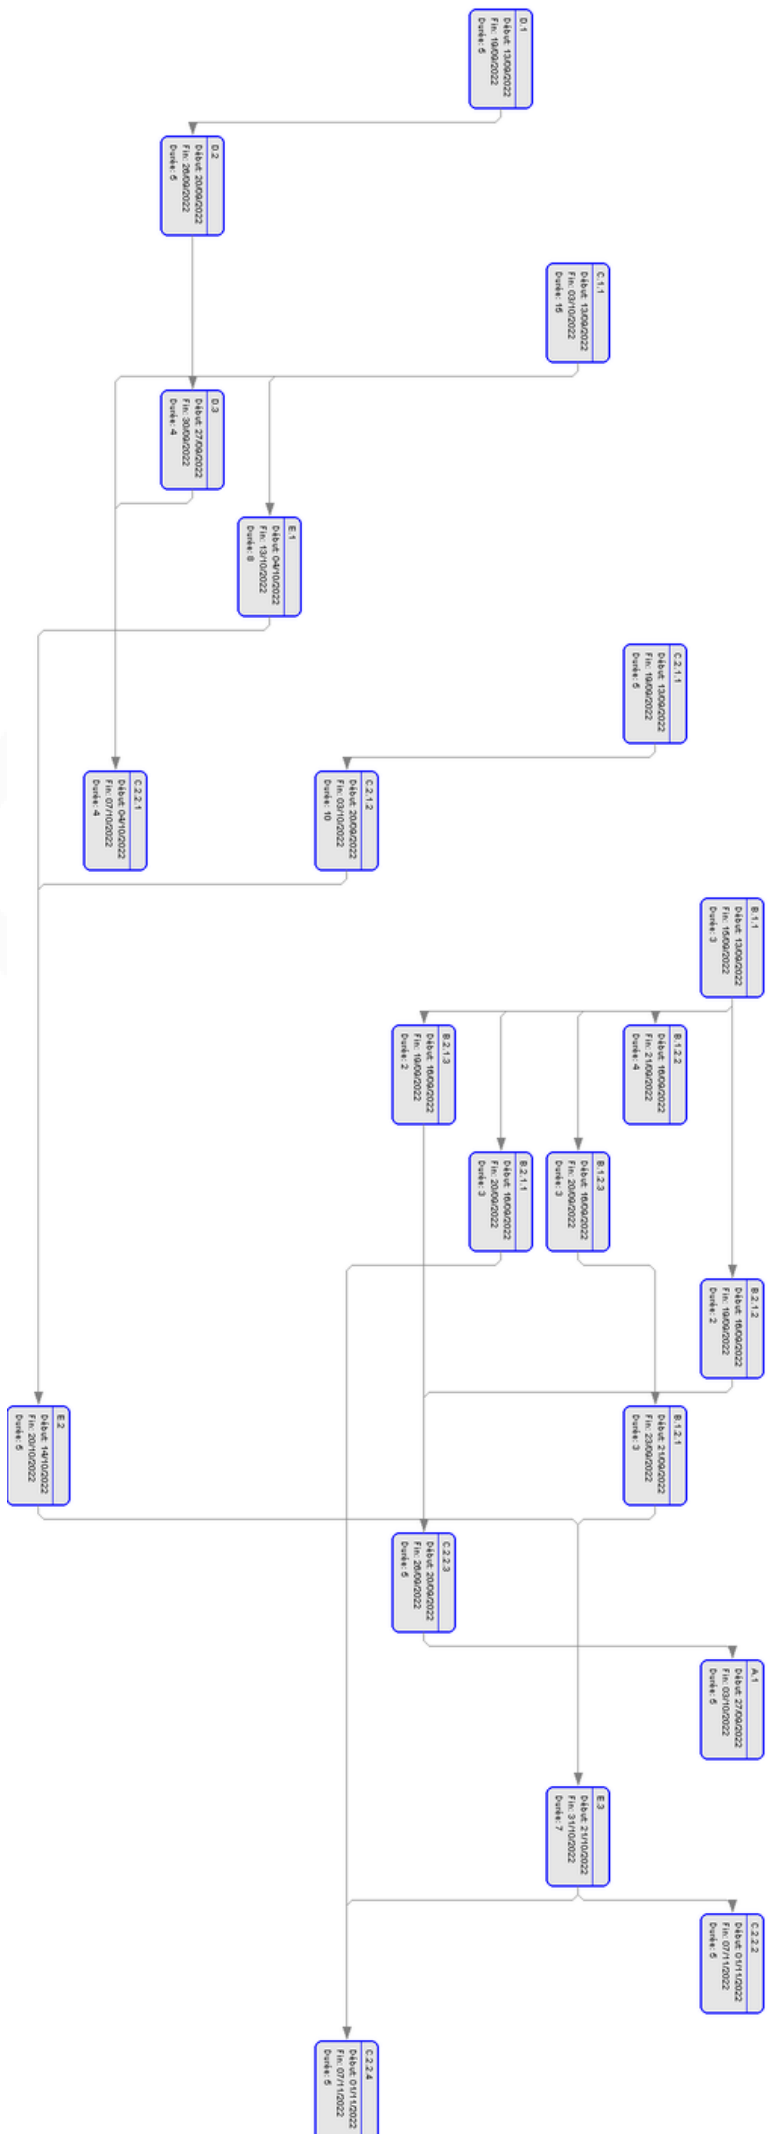 D.1
Début: 13/09/2022
Fin: 19/09/2022
Durée: 5
D.2
Début: 20/09/2022
Fin: 26/09/2022
Durée: 5
C.1.1
Début: 13/09/2022
Fin: 03/10/2022
Durée: 15
D.3
Début: 27/09/2022
Fin: 30/09/2022
Durée: 4
E.1
Début: 04/10/2022
Fin: 13/10/2022
Durée: 8
C.2.1.1
Début: 13/09/2022
Fin: 19/09/2022
Durée: 5
C.2.1.2
Début: 20/09/2022
Fin: 03/10/2022
Durée: 10
C.2.2.1
Début: 04/10/2022
Fin: 07/10/2022
Durée: 4
B.1.1
Début: 13/09/2022
Fin: 15/09/2022
Durée: 3
B.1.2.2
Début: 16/09/2022
Fin: 21/09/2022
Durée: 4
B.2.1.3
Début: 16/09/2022
Fin: 19/09/2022
Durée: 2
B.1.2.3
Début: 16/09/2022
Fin: 20/09/2022
Durée: 3
B.2.1.1
Début: 16/09/2022
Fin: 20/09/2022
Durée: 3
B.2.1.2
Début: 16/09/2022
Fin: 19/09/2022
Durée: 2
B.1.2.1
Début: 21/09/2022
Fin: 23/09/2022
Durée: 3
E.2
Début: 14/10/2022
Fin: 20/10/2022
Durée: 5
C.2.2.3
Début: 20/09/2022
Fin: 26/09/2022
Durée: 5
A.1
Début: 27/09/2022
Fin: 03/10/2022
Durée: 5
E.3
Début: 21/10/2022
Fin: 31/10/2022
Durée: 7
C.2.2.2
Début: 01/11/2022
Fin: 07/11/2022
Durée: 5
C.2.2.4
Début: 01/11/2022
Fin: 07/11/2022
Durée: 5